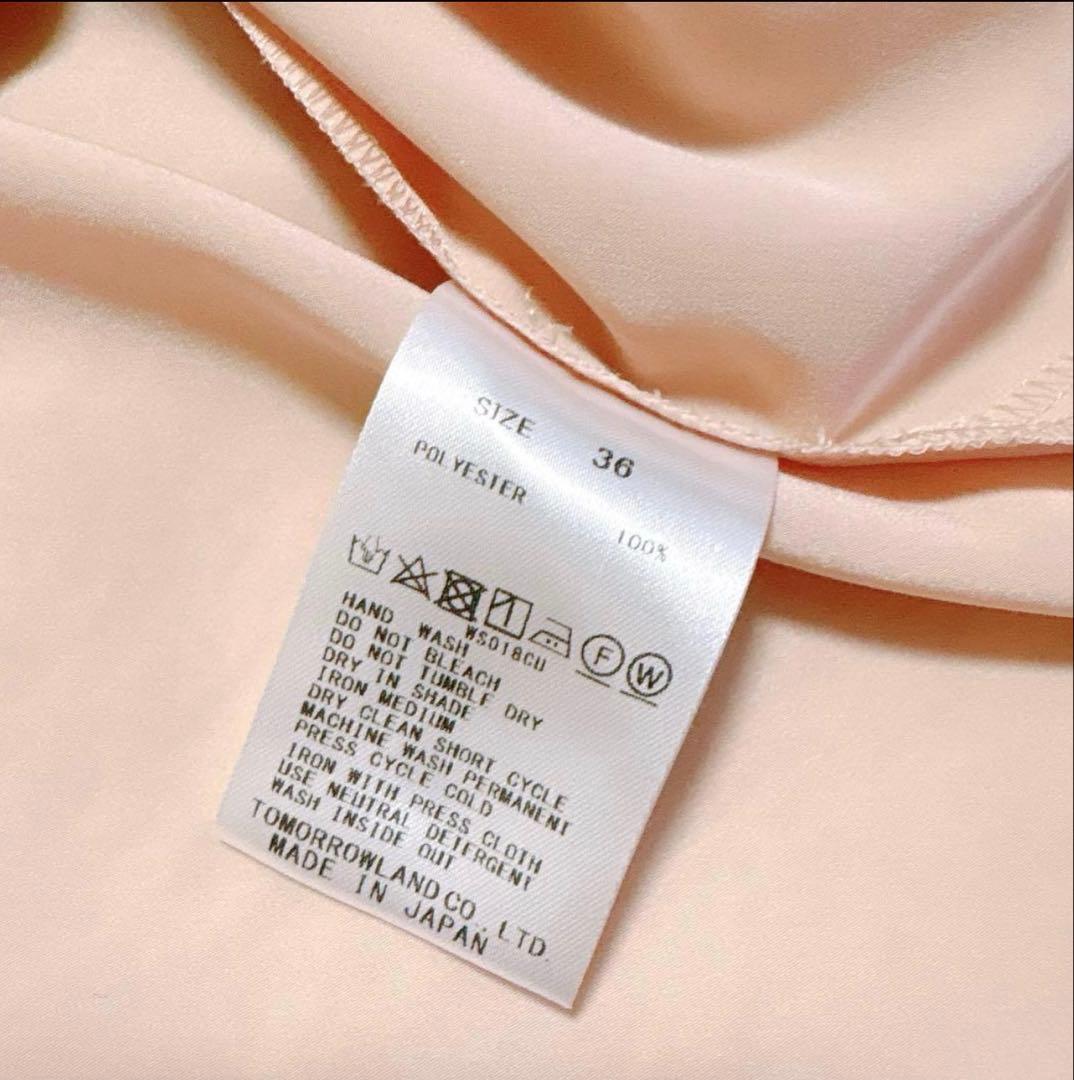 SIZE 36
POLYESTER 100%
F W
WS018CU
HAND WASH
DO NOT BLEACH
DO NOT TUMBLE DRY
DRY IN SHADE
IRON MEDIUM
DRY CLEAN SHORT CYCLE
MACHINE WASH PERMANENT
PRESS CYCLE COLD
IRON WITH PRESS CLOTH
USE NEUTRAL DETERGENT
WASH INSIDE OUT
TOMORROWLAND CO., LTD.
MADE IN JAPAN